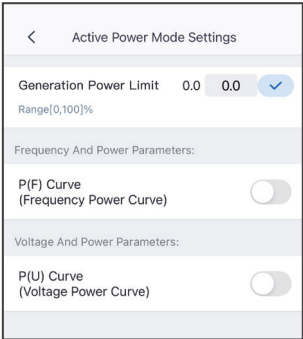 Active Power Mode Settings
Generation Power Limit 0.0 0.0
Range[0,100]%
Frequency And Power Parameters:
P(F) Curve
(Frequency Power Curve)
Voltage And Power Parameters:
P(U) Curve
(Voltage Power Curve)